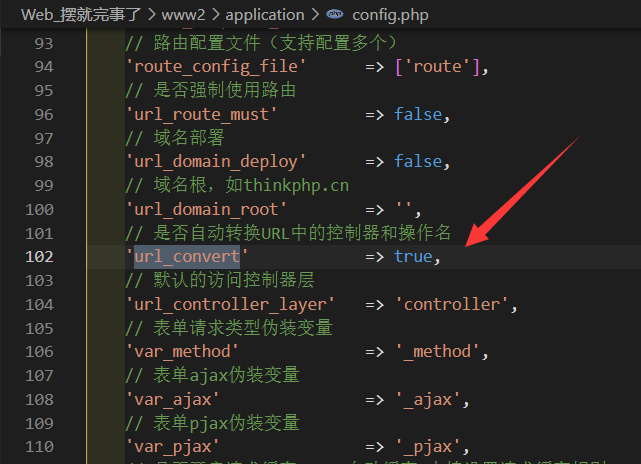 Web_摆就完事了 > www2 > application > config.php
93 // 路由配置文件（支持配置多个）
94 'route_config_file' => ['route'],
95 // 是否强制使用路由
96 'url_route_must' => false,
97 // 域名部署
98 'url_domain_deploy' => false,
99 // 域名根，如thinkphp.cn
100 'url_domain_root' => '',
101 // 是否自动转换URL中的控制器和操作名
102 'url_convert' => true,
103 // 默认的访问控制器层
104 'url_controller_layer' => 'controller',
105 // 表单请求类型伪装变量
106 'var_method' => '_method',
107 // 表单ajax伪装变量
108 'var_ajax' => '_ajax',
109 // 表单pjax伪装变量
110 'var_pjax' => '_pjax',